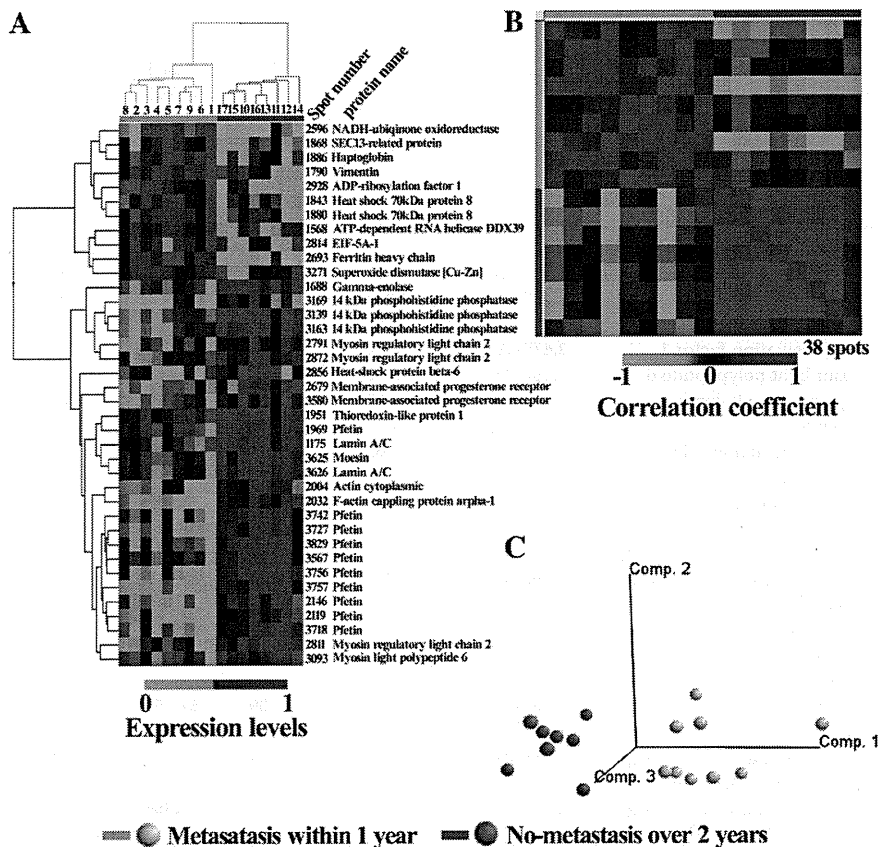 A
B
Spot number
protein name
8 2 3 4 5 7 9 6 1 17 15 10 16 13 11 12 14
2596 NADH-ubiqinone oxidoreductase
1868 SEC13-related protein
1886 Haptoglobin
1790 Vimentin
2928 ADP-ribosylation factor 1
1843 Heat shock 70kDa protein 8
1880 Heat shock 70kDa protein 8
1568 ATP-dependent RNA helicase DDX39
2814 EIF-5A-1
2693 Ferritin heavy chain
3271 Superoxide dismutase [Cu-Zn]
1688 Gamma-enolase
3169 14 kDa phosphohistidine phosphatase
3139 14 kDa phosphohistidine phosphatase
3163 14 kDa phosphohistidine phosphatase
2791 Myosin regulatory light chain 2
2872 Myosin regulatory light chain 2
2856 Heat-shock protein beta-6
2679 Membrane-associated progesterone receptor
3580 Membrane-associated progesterone receptor
1951 Thioredoxin-like protein 1
1969 Pfetin
1175 Lamin A/C
3625 Moesin
3626 Lamin A/C
2004 Actin cytoplasmic
2032 F-actin cappling protein arpha-1
3742 Pfetin
3727 Pfetin
3829 Pfetin
3567 Pfetin
3756 Pfetin
3757 Pfetin
2146 Pfetin
2119 Pfetin
3718 Pfetin
2811 Myosin regulatory light chain 2
3093 Myosin light polypeptide 6
0 1
Expression levels
38 spots
-1 0 1
Correlation coefficient
C
Comp. 2
Comp. 1
Comp. 3
Metasatasis within 1 year
No-metastasis over 2 years